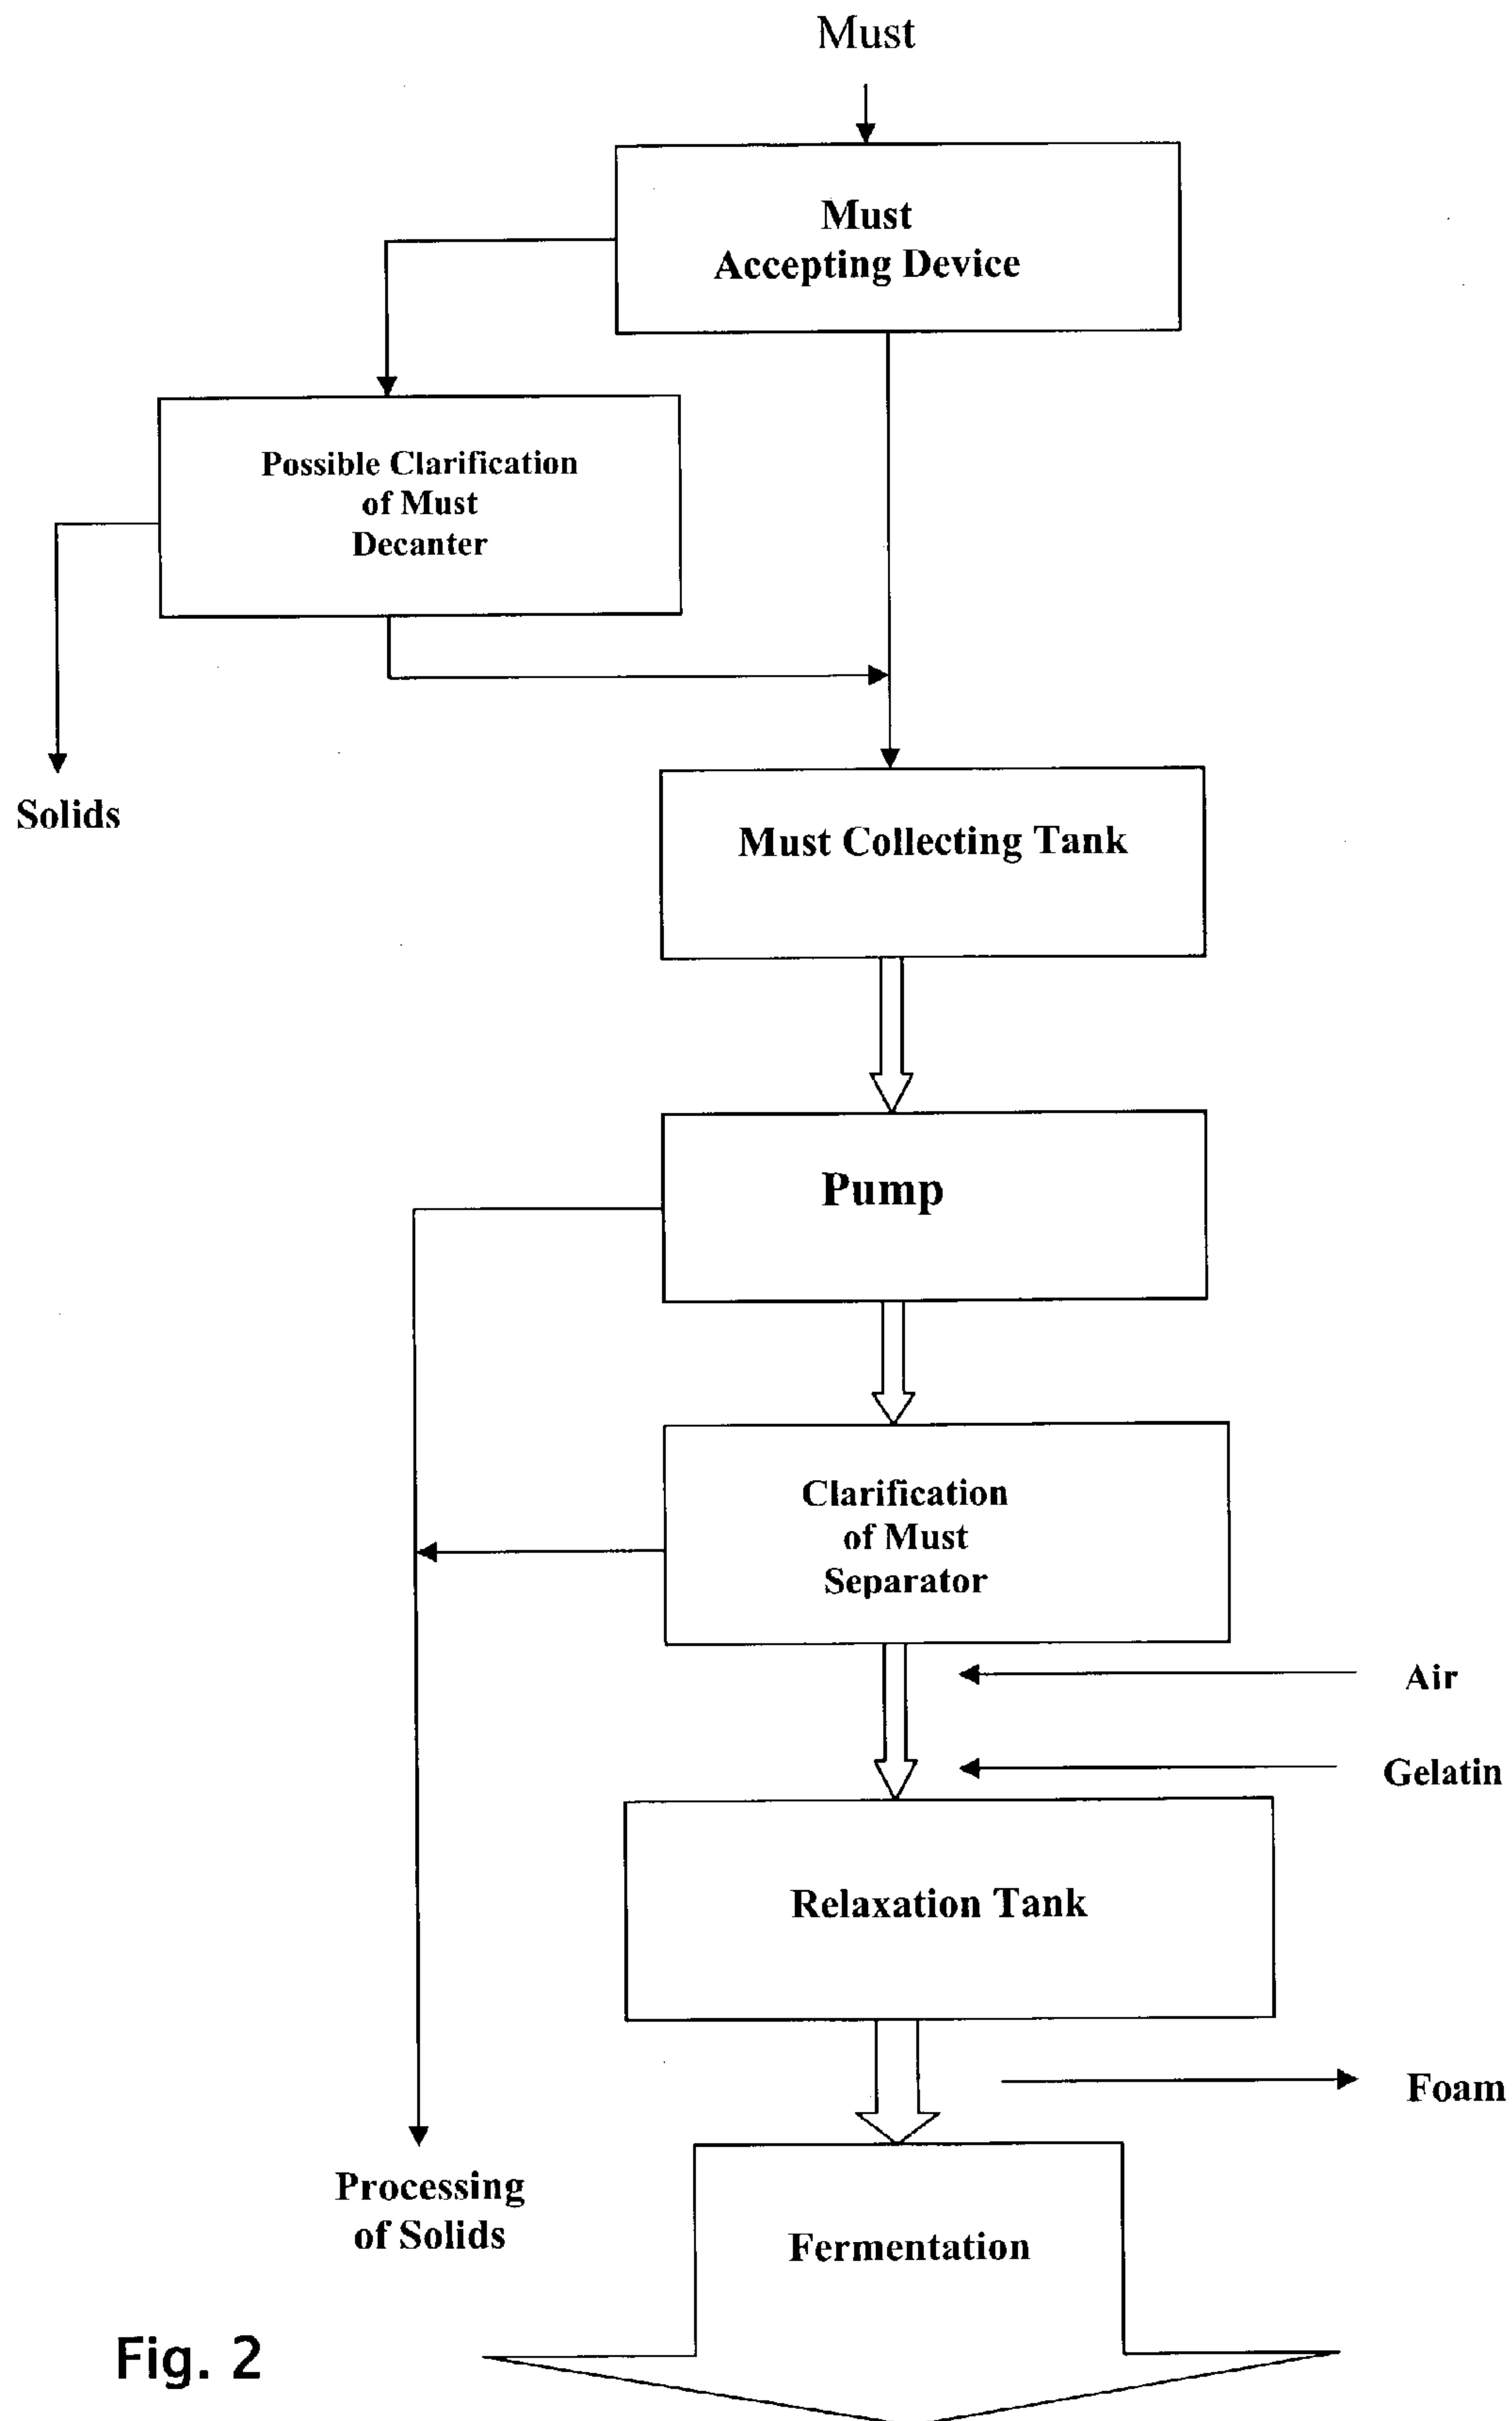 Must
Must
Accepting Device
Possible Clarification
of Must
Decanter
Solids
Must Collecting Tank
Pump
Clarification
of Must
Separator
Air
Gelatin
Relaxation Tank
Foam
Processing
of Solids
Fermentation
Fig. 2